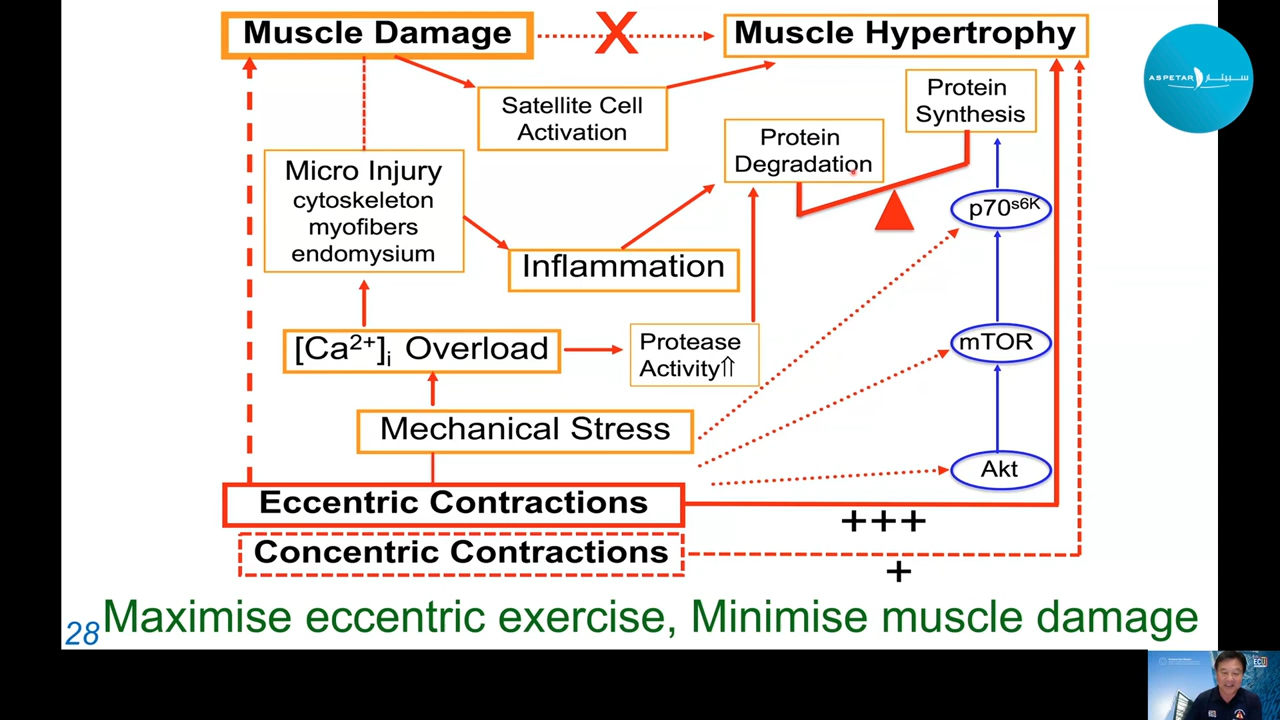 Muscle Damage
X
Muscle Hypertrophy
ASPETAR سبيتار
Satellite Cell
Activation
Protein
Synthesis
Protein
Degradation
Micro Injury
cytoskeleton
myofibers
endomysium
p70s6K
Inflammation
[Ca2+]i Overload
Protease
Activity⇑
mTOR
Mechanical Stress
Akt
Eccentric Contractions
+++
Concentric Contractions
+
Maximise eccentric exercise, Minimise muscle damage
28
ECU